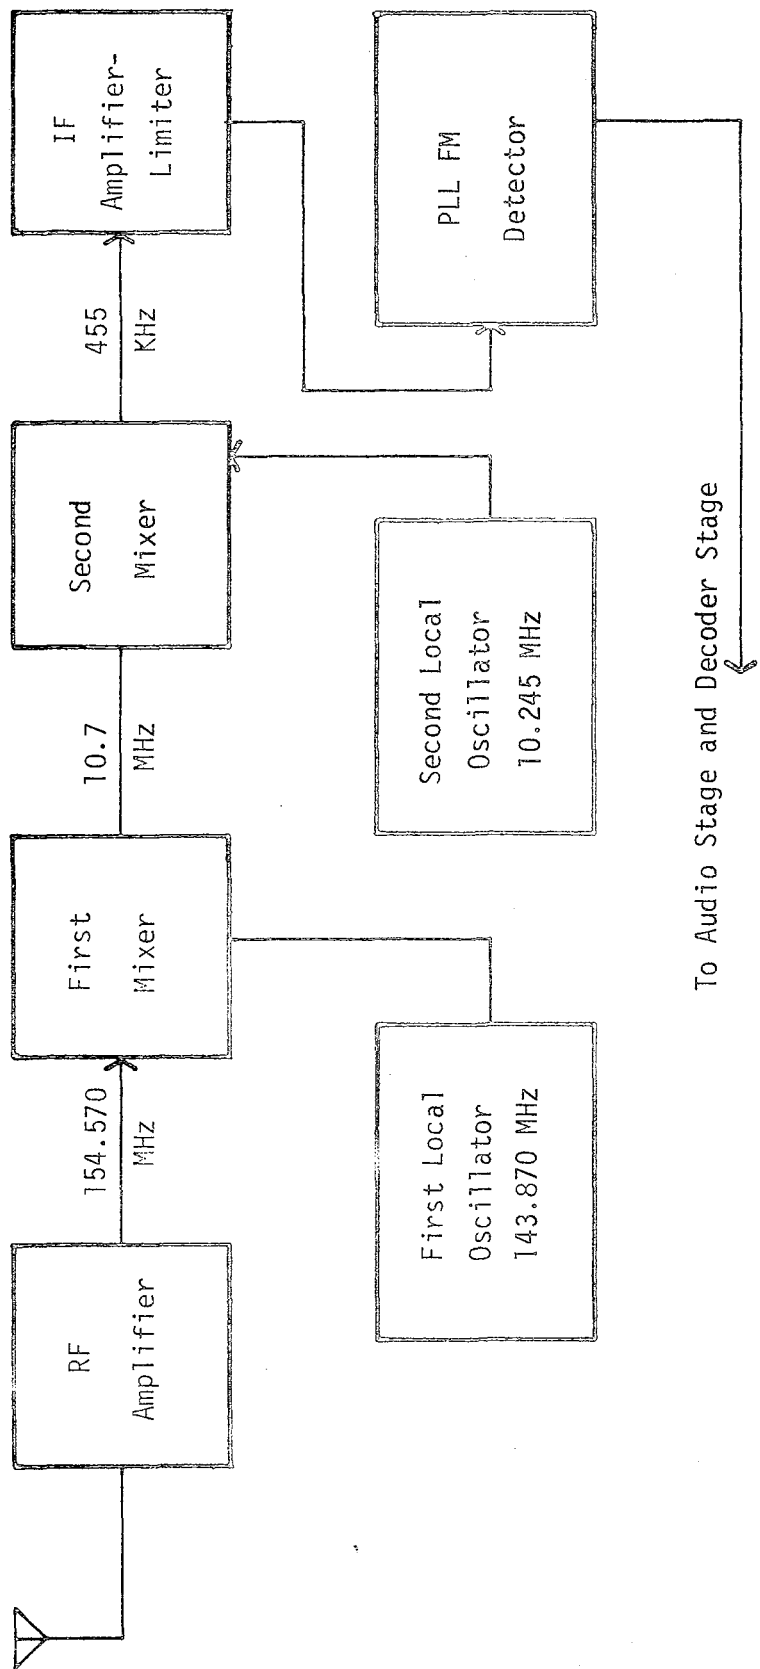 RF
Amplifier
154.570
MHz
First
Mixer
10.7
MHz
Second
Mixer
455
KHz
IF
Amplifier-
Limiter
First Local
Oscillator
143.870 MHz
Second Local
Oscillator
10.245 MHz
PLL FM
Detector
To Audio Stage and Decoder Stage